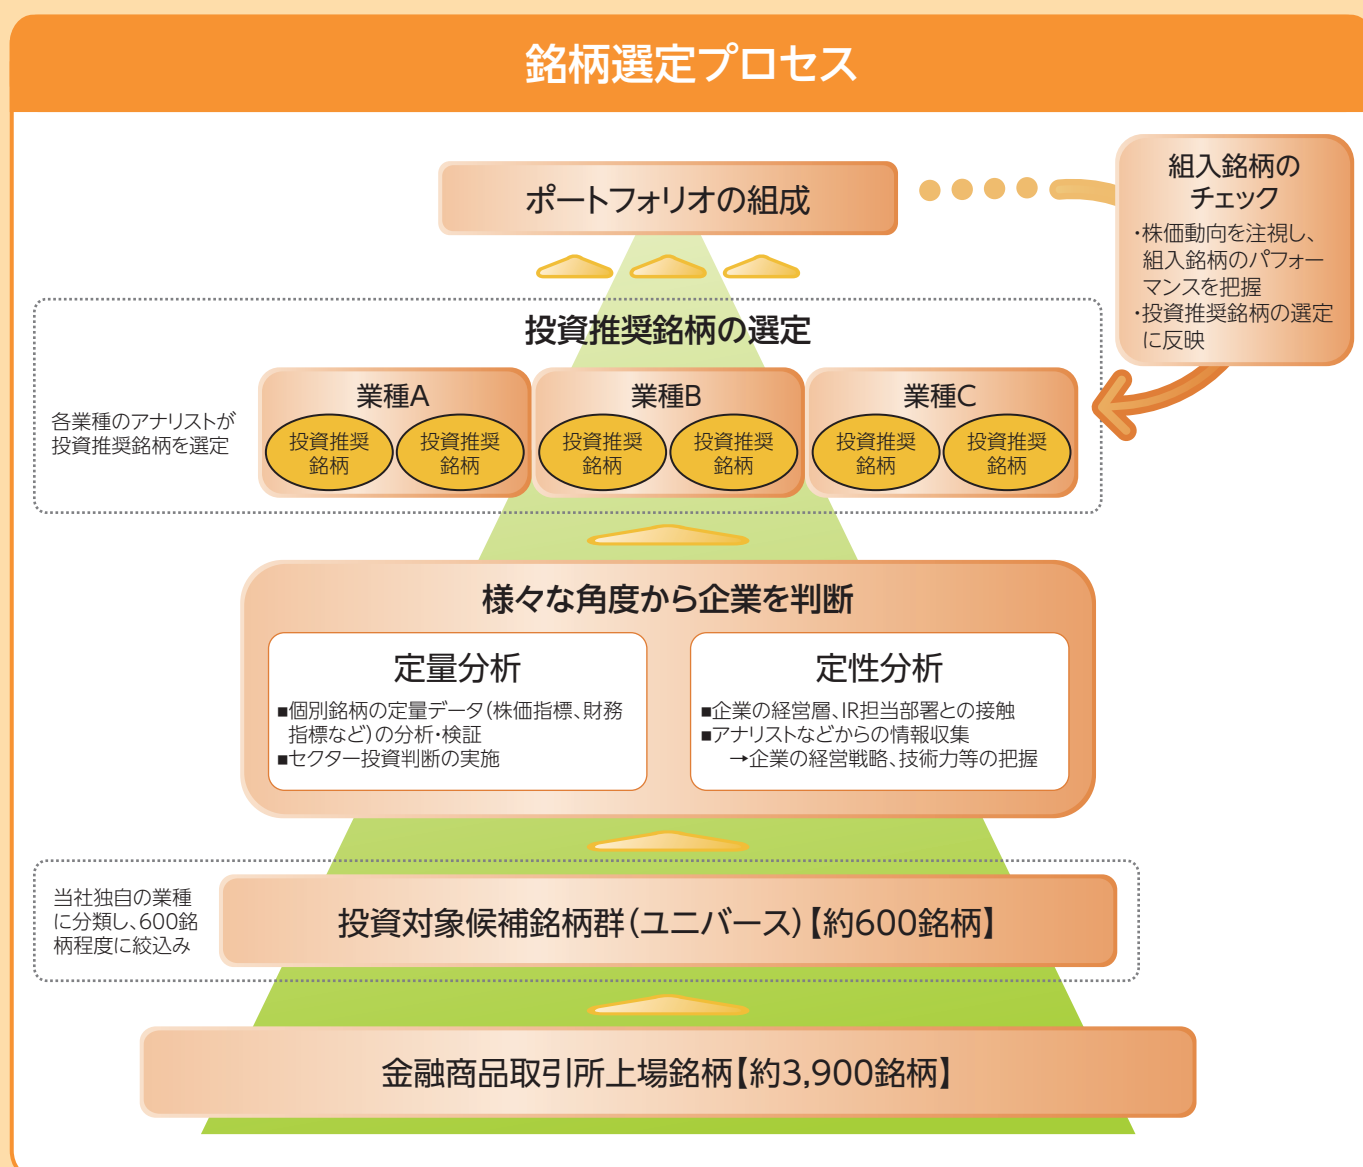 銘柄選定プロセス
ポートフォリオの組成
組入銘柄の
チェック
・株価動向を注視し、
組入銘柄のパフォー
マンスを把握
・投資推奨銘柄の選定
に反映
投資推奨銘柄の選定
各業種のアナリストが
投資推奨銘柄を選定
業種A
投資推奨
銘柄
投資推奨
銘柄
業種B
投資推奨
銘柄
投資推奨
銘柄
業種C
投資推奨
銘柄
投資推奨
銘柄
様々な角度から企業を判断
定量分析
■個別銘柄の定量データ(株価指標、財務
指標など)の分析・検証
■セクター投資判断の実施
定性分析
■企業の経営層、IR担当部署との接触
■アナリストなどからの情報収集
→企業の経営戦略、技術力等の把握
当社独自の業種
に分類し、600銘
柄程度に絞込み
投資対象候補銘柄群(ユニバース)【約600銘柄】
金融商品取引所上場銘柄【約3,900銘柄】